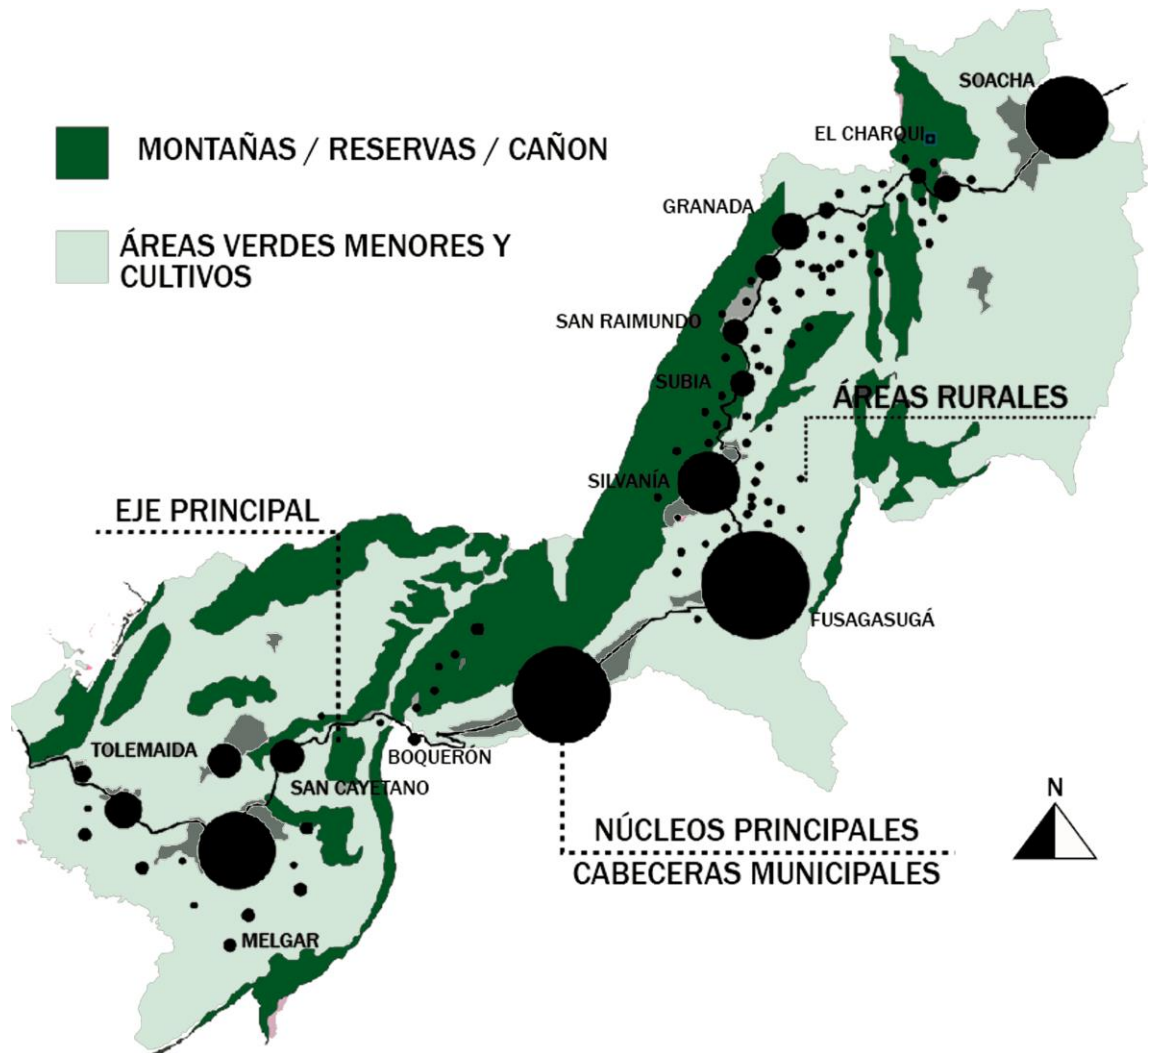 SOACHA
MONTAÑAS / RESERVAS / CAÑON
EL CHARQUI
GRANADA
ÁREAS VERDES MENORES Y
CULTIVOS
SAN RAIMUNDO
SUBIA
ÁREAS RURALES
SILVANÍA
EJE PRINCIPAL
FUSAGASUGÁ
TOLEMAIDA
BOQUERÓN
SAN CAYETANO
N
NÚCLEOS PRINCIPALES
CABECERAS MUNICIPALES
MELGAR